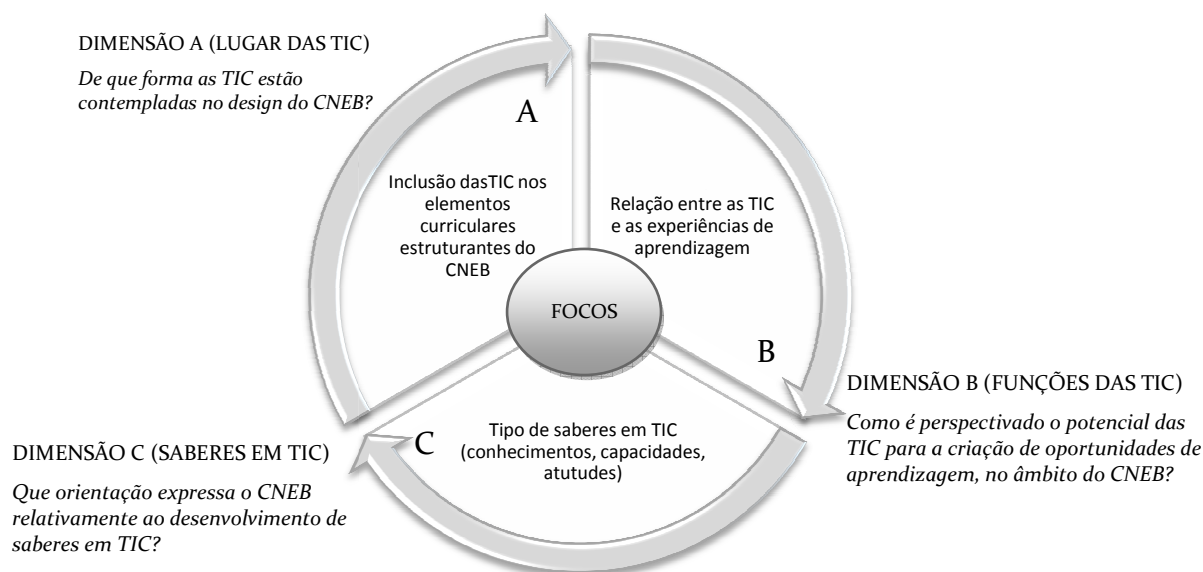 DIMENSÃO A (LUGAR DAS TIC)
De que forma as TIC estão
contempladas no design do CNEB?
A
Inclusão dasTIC nos
elementos
curriculares
estruturantes do
CNEB
Relação entre as TIC
e as experiências de
aprendizagem
FOCOS
B
DIMENSÃO B (FUNÇÕES DAS TIC)
Como é perspectivado o potencial das
TIC para a criação de oportunidades de
aprendizagem, no âmbito do CNEB?
C
Tipo de saberes em TIC
(conhecimentos, capacidades,
atutudes)
DIMENSÃO C (SABERES EM TIC)
Que orientação expressa o CNEB
relativamente ao desenvolvimento de
saberes em TIC?